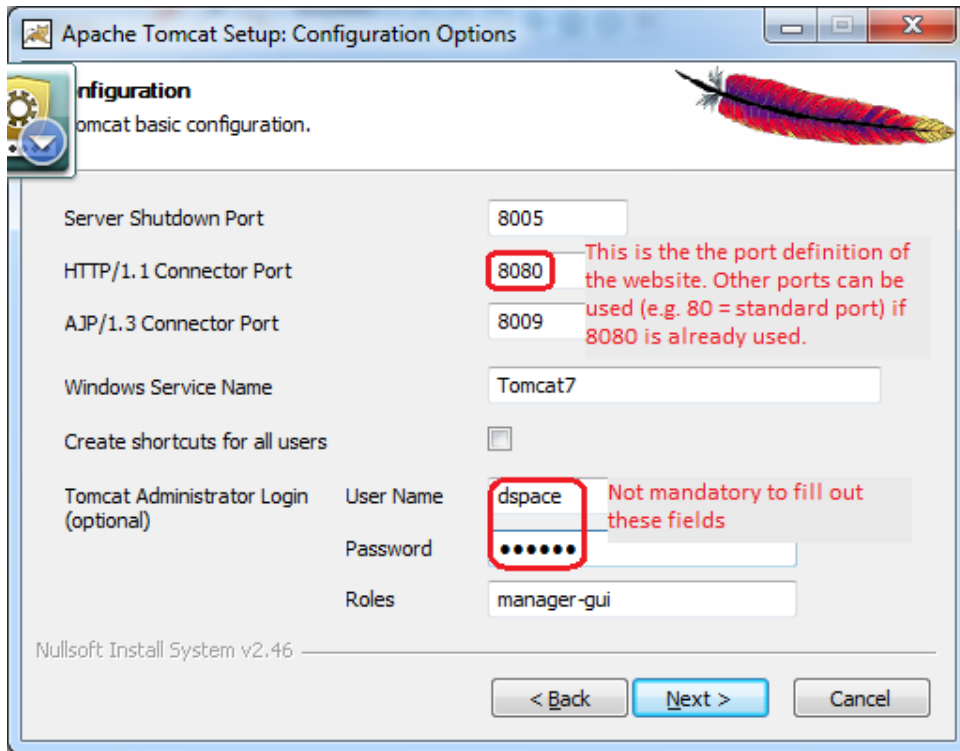 Apache Tomcat Setup: Configuration Options
nfiguration
omcat basic configuration.
Server Shutdown Port 8005
HTTP/1.1 Connector Port 8080
This is the the port definition of
the website. Other ports can be
used (e.g. 80 = standard port) if
8080 is already used.
AJP/1.3 Connector Port 8009
Windows Service Name Tomcat7
Create shortcuts for all users
Tomcat Administrator Login
(optional)
User Name dspace
Not mandatory to fill out
these fields
Password ●●●●●●
Roles manager-gui
Nullsoft Install System v2.46
< Back Next > Cancel